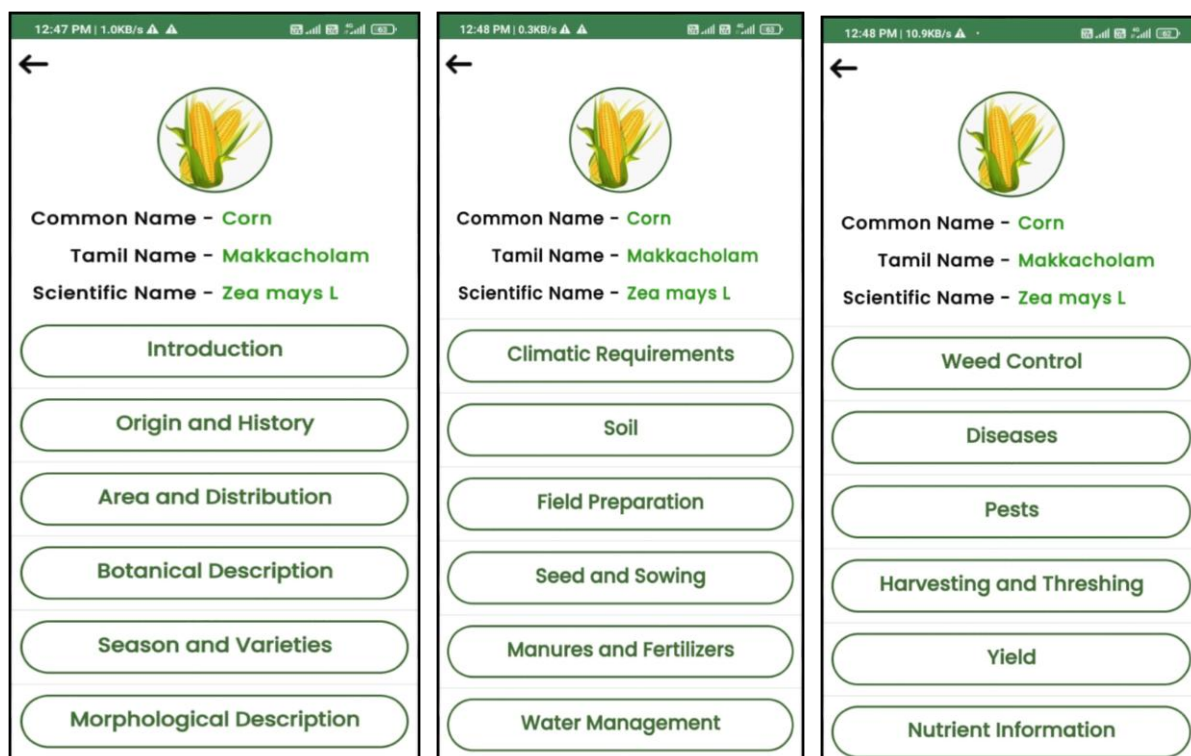 12:47 PM | 1.0KB/s
Common Name - Corn
Tamil Name - Makkacholam
Scientific Name - Zea mays L
Introduction
Origin and History
Area and Distribution
Botanical Description
Season and Varieties
Morphological Description
12:48 PM | 0.3KB/s
Common Name - Corn
Tamil Name - Makkacholam
Scientific Name - Zea mays L
Climatic Requirements
Soil
Field Preparation
Seed and Sowing
Manures and Fertilizers
Water Management
12:48 PM | 10.9KB/s
Common Name - Corn
Tamil Name - Makkacholam
Scientific Name - Zea mays L
Weed Control
Diseases
Pests
Harvesting and Threshing
Yield
Nutrient Information